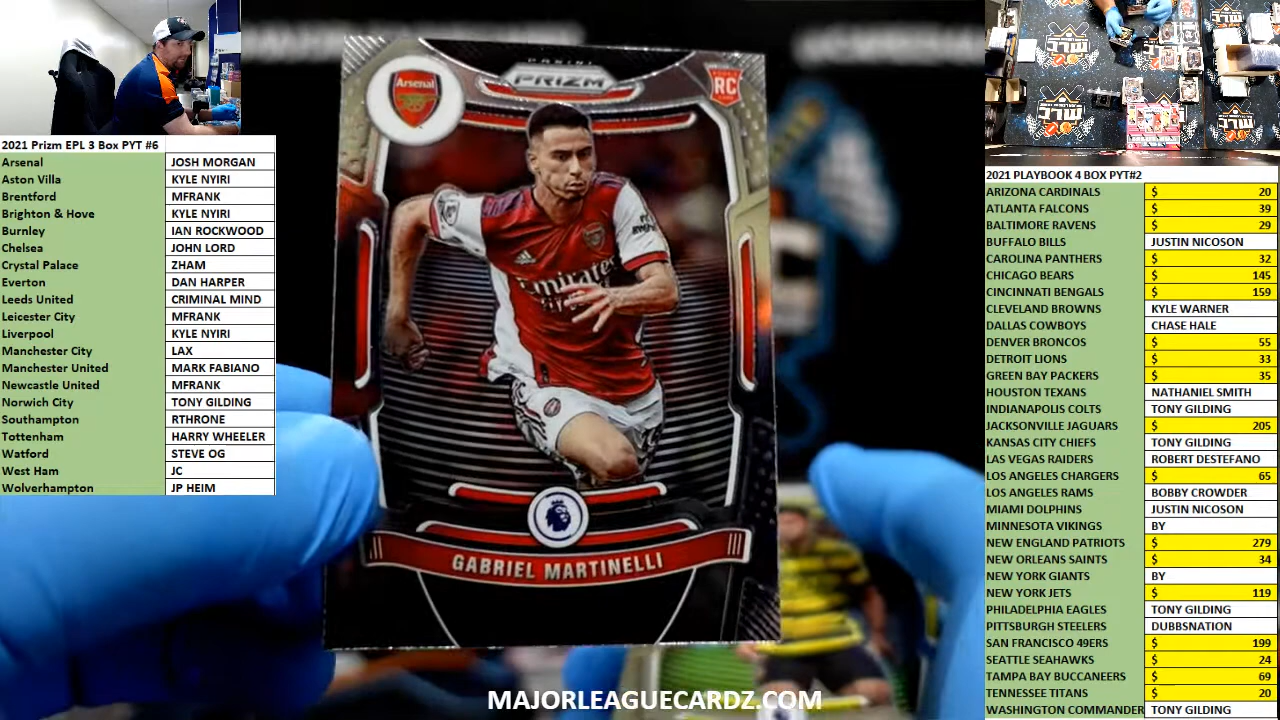 2021 Prizm EPL 3 Box PYT #6
Arsenal JOSH MORGAN
Aston Villa KYLE NYIRI
Brentford MFRANK
Brighton & Hove KYLE NYIRI
Burnley IAN ROCKWOOD
Chelsea JOHN LORD
Crystal Palace ZHAM
Everton DAN HARPER
Leeds United CRIMINAL MIND
Leicester City MFRANK
Liverpool KYLE NYIRI
Manchester City LAX
Manchester United MARK FABIANO
Newcastle United MFRANK
Norwich City TONY GILDING
Southampton RTHRONE
Tottenham HARRY WHEELER
Watford STEVE OG
West Ham JC
Wolverhampton JP HEIM
PANINI
PRIZM
Arsenal
RC
Emirates
GABRIEL MARTINELLI
MAJORLEAGUECARDZ.COM
2021 PLAYBOOK 4 BOX PYT#2
ARIZONA CARDINALS $ 20
ATLANTA FALCONS $ 39
BALTIMORE RAVENS $ 29
BUFFALO BILLS JUSTIN NICOSON
CAROLINA PANTHERS $ 32
CHICAGO BEARS $ 145
CINCINNATI BENGALS $ 159
CLEVELAND BROWNS KYLE WARNER
DALLAS COWBOYS CHASE HALE
DENVER BRONCOS $ 55
DETROIT LIONS $ 33
GREEN BAY PACKERS $ 35
HOUSTON TEXANS NATHANIEL SMITH
INDIANAPOLIS COLTS TONY GILDING
JACKSONVILLE JAGUARS $ 205
KANSAS CITY CHIEFS TONY GILDING
LAS VEGAS RAIDERS ROBERT DESTEFANO
LOS ANGELES CHARGERS $ 65
LOS ANGELES RAMS BOBBY CROWDER
MIAMI DOLPHINS JUSTIN NICOSON
MINNESOTA VIKINGS BY
NEW ENGLAND PATRIOTS $ 279
NEW ORLEANS SAINTS $ 34
NEW YORK GIANTS BY
NEW YORK JETS $ 119
PHILADELPHIA EAGLES TONY GILDING
PITTSBURGH STEELERS DUBBSNATION
SAN FRANCISCO 49ERS $ 199
SEATTLE SEAHAWKS $ 24
TAMPA BAY BUCCANEERS $ 69
TENNESSEE TITANS $ 20
WASHINGTON COMMANDER TONY GILDING